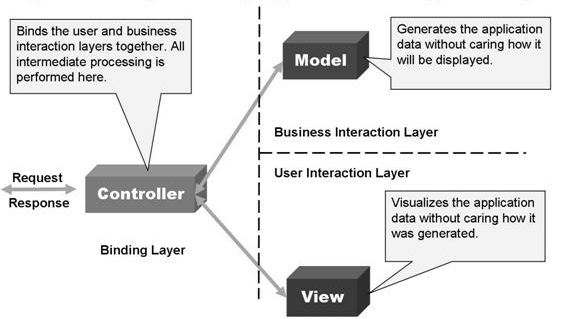 Binds the user and business
interaction layers together. All
intermediate processing is
performed here.
Generates the application
data without caring how it
will be displayed.
Model
Business Interaction Layer
User Interaction Layer
Request
Response
Controller
Binding Layer
Visualizes the application
data without caring how it
was generated.
View